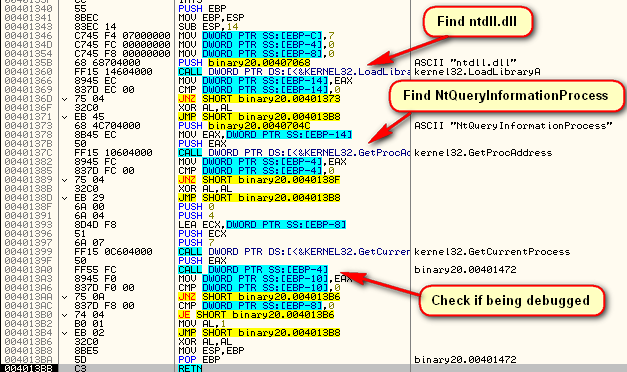 INT3
00401340 55 PUSH EBP
00401341 8BEC MOV EBP,ESP
00401343 83EC 14 SUB ESP,14
00401346 C745 F4 07000000 MOV DWORD PTR SS:[EBP-C],7
0040134D C745 FC 00000000 MOV DWORD PTR SS:[EBP-4],0
00401354 C745 F8 00000000 MOV DWORD PTR SS:[EBP-8],0
0040135B 68 68704000 PUSH binary20.00407068 ASCII "ntdll.dll"
00401360 FF15 14604000 CALL DWORD PTR DS:[<&KERNEL32.LoadLibra kernel32.LoadLibraryA
00401366 8945 EC MOV DWORD PTR SS:[EBP-14],EAX
00401369 837D EC 00 CMP DWORD PTR SS:[EBP-14],0
0040136D 75 04 JNZ SHORT binary20.00401373
0040136F 32C0 XOR AL,AL
00401371 EB 45 JMP SHORT binary20.004013B8
00401373 68 4C704000 PUSH binary20.0040704C ASCII "NtQueryInformationProcess"
00401378 8B45 EC MOV EAX,DWORD PTR SS:[EBP-14]
0040137B 50 PUSH EAX
0040137C FF15 10604000 CALL DWORD PTR DS:[<&KERNEL32.GetProcAd kernel32.GetProcAddress
00401382 8945 FC MOV DWORD PTR SS:[EBP-4],EAX
00401385 837D FC 00 CMP DWORD PTR SS:[EBP-4],0
00401389 75 04 JNZ SHORT binary20.0040138F
0040138B 32C0 XOR AL,AL
0040138D EB 29 JMP SHORT binary20.004013B8
0040138F 6A 00 PUSH 0
00401391 6A 04 PUSH 4
00401393 8D4D F8 LEA ECX,DWORD PTR SS:[EBP-8]
00401396 51 PUSH ECX
00401397 6A 07 PUSH 7
00401399 FF15 0C604000 CALL DWORD PTR DS:[<&KERNEL32.GetCurren kernel32.GetCurrentProcess
0040139F 50 PUSH EAX
004013A0 FF55 FC CALL DWORD PTR SS:[EBP-4] binary20.00401472
004013A3 8945 F0 MOV DWORD PTR SS:[EBP-10],EAX
004013A6 837D F0 00 CMP DWORD PTR SS:[EBP-10],0
004013AA 75 0A JNZ SHORT binary20.004013B6
004013AC 837D F8 00 CMP DWORD PTR SS:[EBP-8],0
004013B0 74 04 JE SHORT binary20.004013B6
004013B2 B0 01 MOV AL,1
004013B4 EB 02 JMP SHORT binary20.004013B8
004013B6 32C0 XOR AL,AL
004013B8 8BE5 MOV ESP,EBP
004013BA 5D POP EBP binary20.00401472
004013BB C3 RETN
Find ntdll.dll
Find NtQueryInformationProcess
Check if being debugged